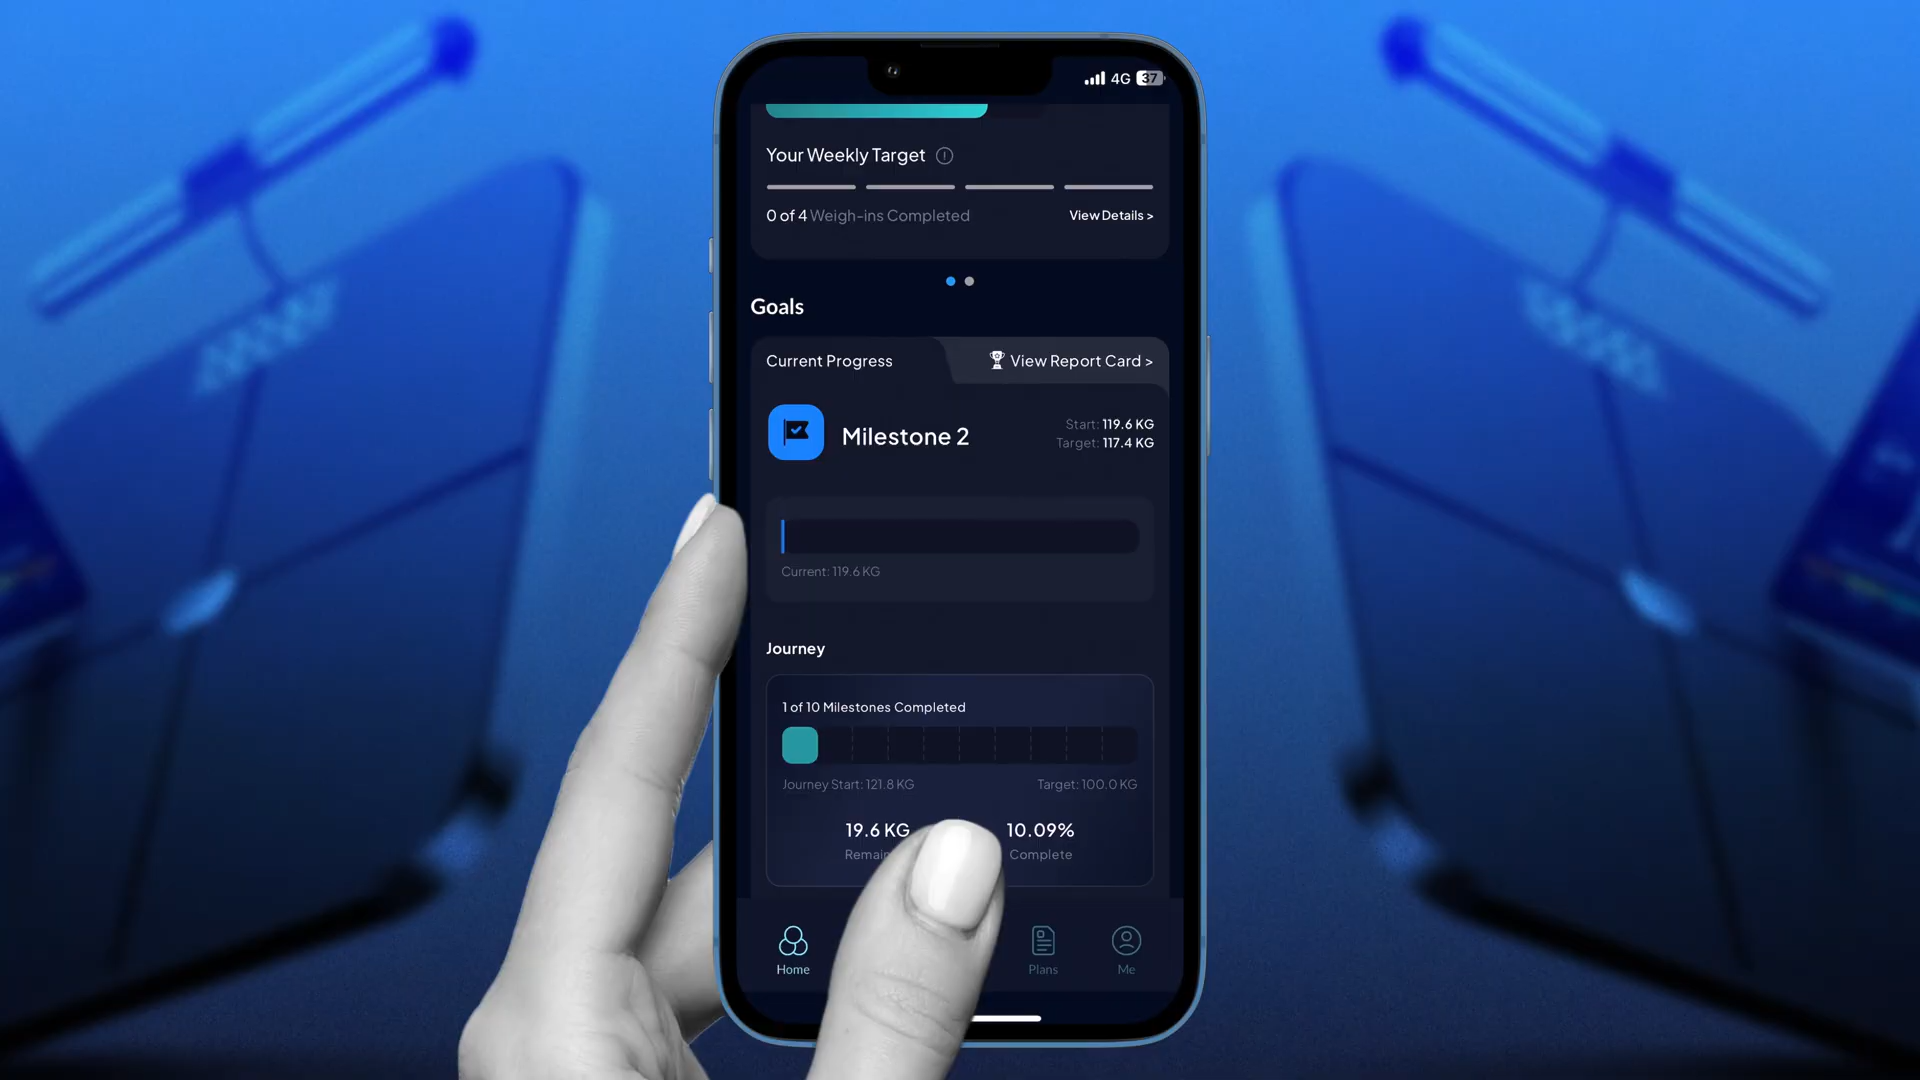 4G 37
Your Weekly Target
0 of 4 Weigh-ins Completed
View Details >
Goals
Current Progress
View Report Card >
Milestone 2
Start: 119.6 KG
Target: 117.4 KG
Current: 119.6 KG
Journey
1 of 10 Milestones Completed
Journey Start: 121.8 KG
Target: 100.0 KG
19.6 KG
10.09%
Complete
Home
Plans
Me